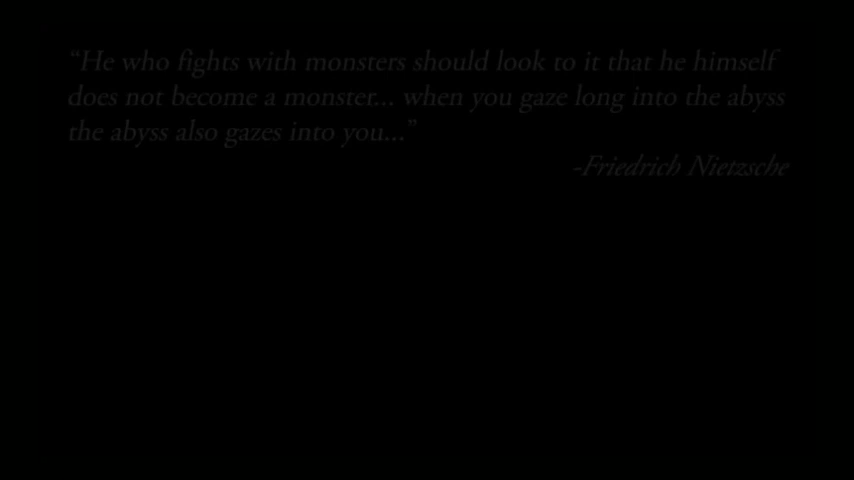 “He who fights with monsters should look to it that he himself
does not become a monster... when you gaze long into the abyss
the abyss also gazes into you...”
-Friedrich Nietzsche